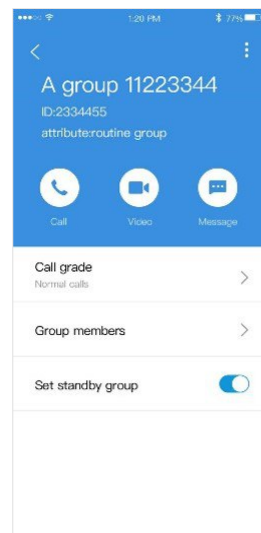 1:20 PM 77%
A group 11223344
ID:2334455
attribute:routine group
Call Video Message
Call grade
Normal calls
Group members
Set standby group